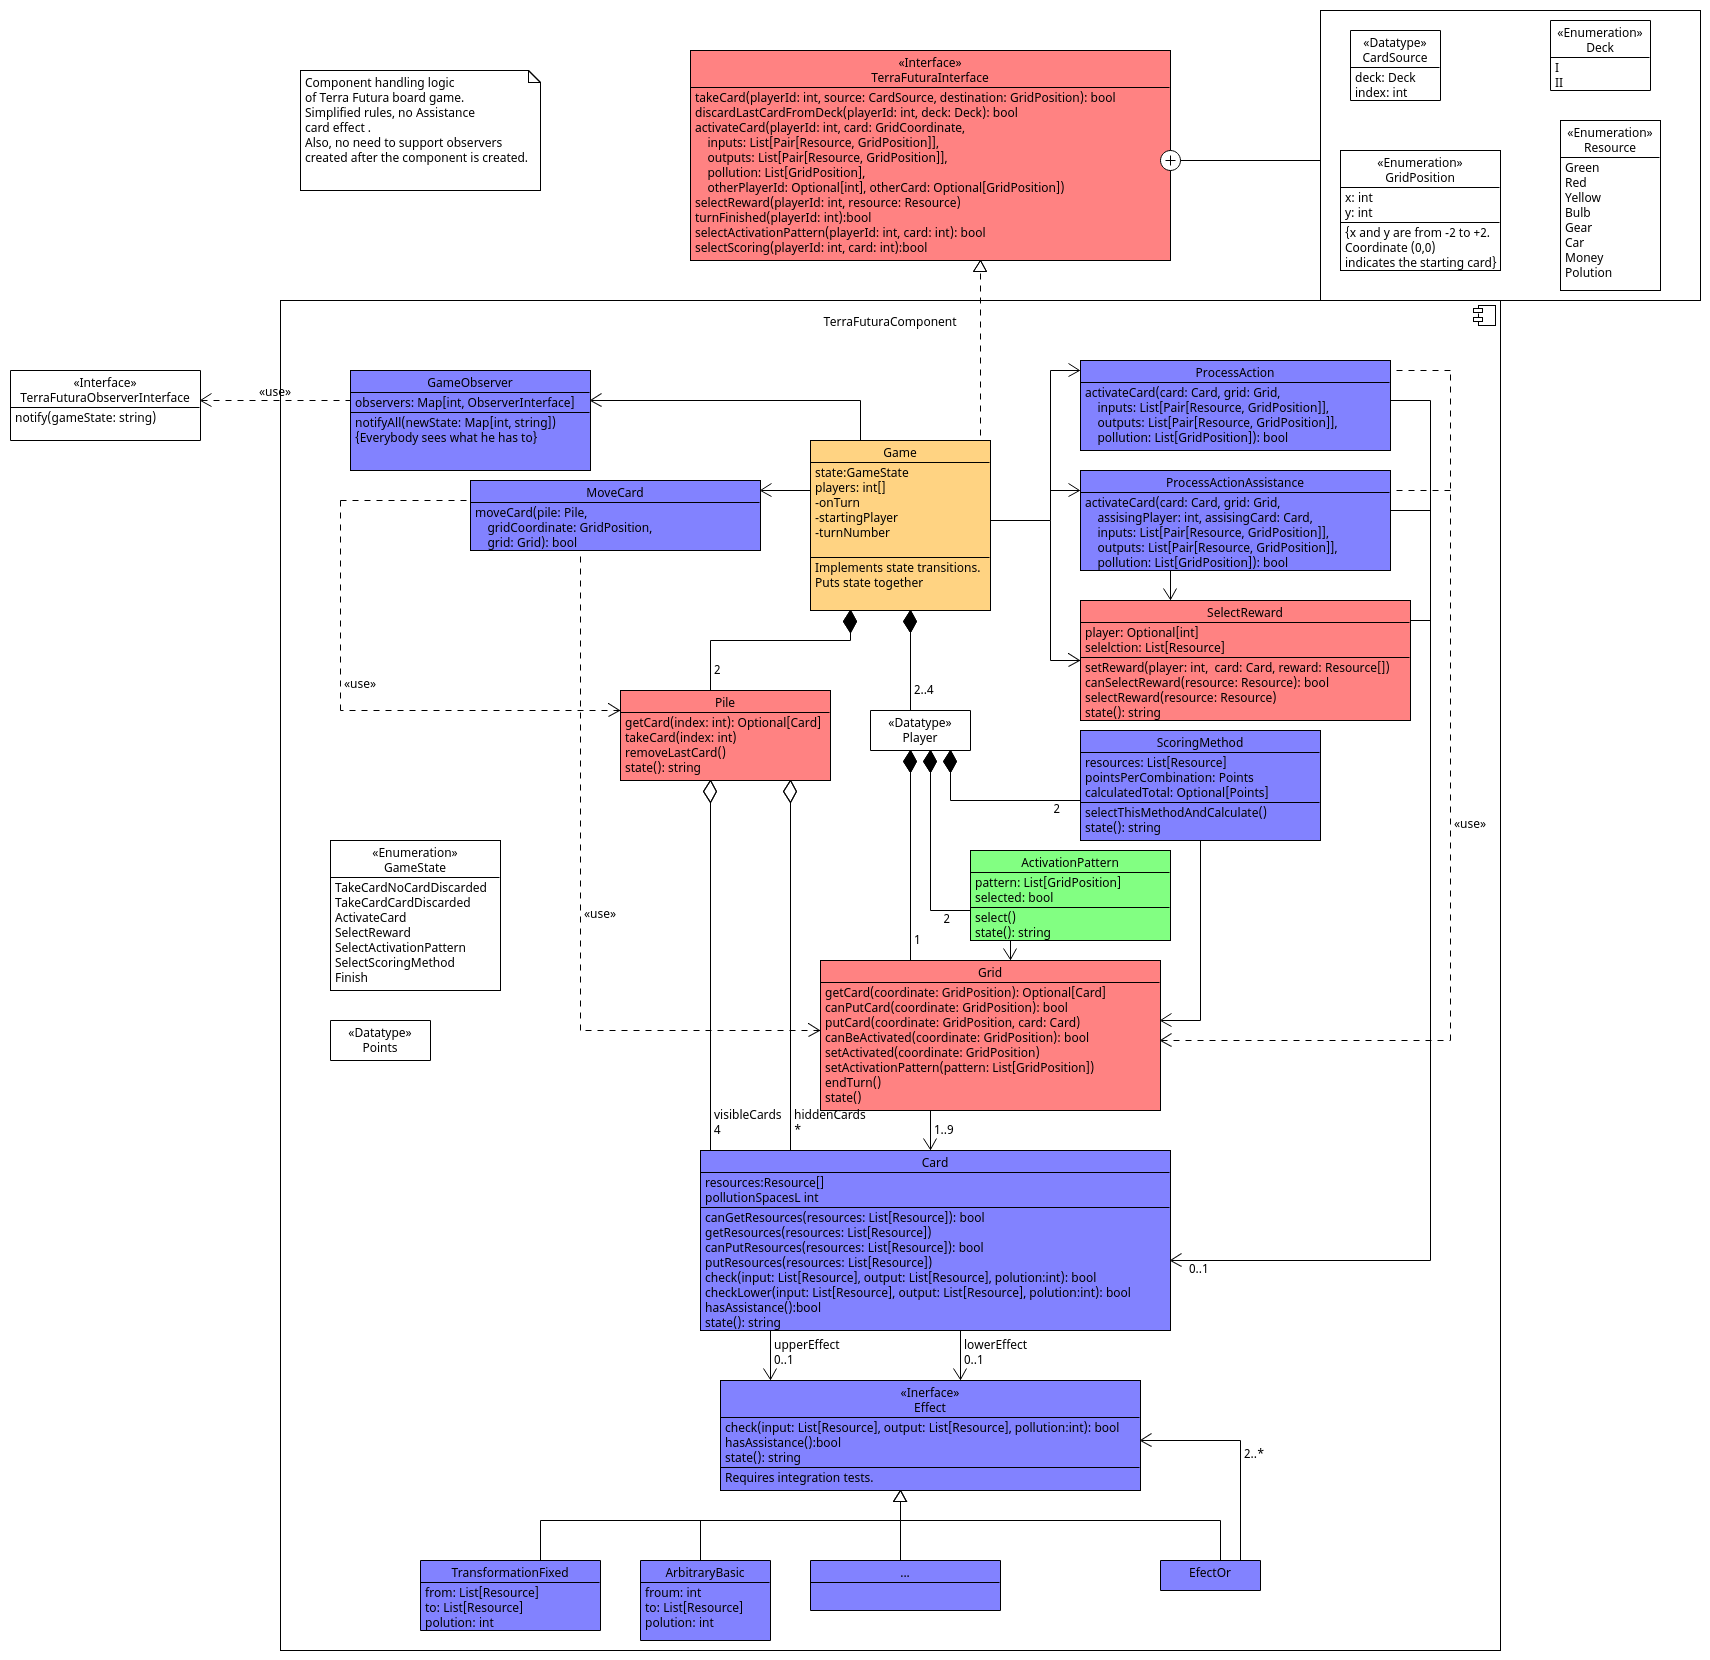 Component handling logic
of Terra Futura board game.
Simplified rules, no Assistance
card effect .
Also, no need to support observers
created after the component is created.
«Interface»
TerraFuturaInterface
takeCard(playerId: int, source: CardSource, destination: GridPosition): bool
discardLastCardFromDeck(playerId: int, deck: Deck): bool
activateCard(playerId: int, card: GridCoordinate,
inputs: List[Pair[Resource, GridPosition]],
outputs: List[Pair[Resource, GridPosition]],
pollution: List[GridPosition],
otherPlayerId: Optional[int], otherCard: Optional[GridPosition])
selectReward(playerId: int, resource: Resource)
turnFinished(playerId: int):bool
selectActivationPattern(playerId: int, card: int): bool
selectScoring(playerId: int, card: int):bool
«Datatype»
CardSource
deck: Deck
index: int
«Enumeration»
Deck
I
II
«Enumeration»
GridPosition
x: int
y: int
{x and y are from -2 to +2.
Coordinate (0,0)
indicates the starting card}
«Enumeration»
Resource
Green
Red
Yellow
Bulb
Gear
Car
Money
Polution
TerraFuturaComponent
«Interface»
TerraFuturaObserverInterface
notify(gameState: string)
«use»
GameObserver
observers: Map[int, ObserverInterface]
notifyAll(newState: Map[int, string])
{Everybody sees what he has to}
MoveCard
moveCard(pile: Pile,
gridCoordinate: GridPosition,
grid: Grid): bool
Game
state:GameState
players: int[]
-onTurn
-startingPlayer
-turnNumber
Implements state transitions.
Puts state together
ProcessAction
activateCard(card: Card, grid: Grid,
inputs: List[Pair[Resource, GridPosition]],
outputs: List[Pair[Resource, GridPosition]],
pollution: List[GridPosition]): bool
ProcessActionAssistance
activateCard(card: Card, grid: Grid,
assisingPlayer: int, assisingCard: Card,
inputs: List[Pair[Resource, GridPosition]],
outputs: List[Pair[Resource, GridPosition]],
pollution: List[GridPosition]): bool
SelectReward
player: Optional[int]
selelction: List[Resource]
setReward(player: int,  card: Card, reward: Resource[])
canSelectReward(resource: Resource): bool
selectReward(resource: Resource)
state(): string
«use»
2
2..4
Pile
getCard(index: int): Optional[Card]
takeCard(index: int)
removeLastCard()
state(): string
«Datatype»
Player
ScoringMethod
resources: List[Resource]
pointsPerCombination: Points
calculatedTotal: Optional[Points]
selectThisMethodAndCalculate()
state(): string
2
«use»
«Enumeration»
GameState
TakeCardNoCardDiscarded
TakeCardCardDiscarded
ActivateCard
SelectReward
SelectActivationPattern
SelectScoringMethod
Finish
«use»
ActivationPattern
pattern: List[GridPosition]
selected: bool
select()
state(): string
2
1
«Datatype»
Points
Grid
getCard(coordinate: GridPosition): Optional[Card]
canPutCard(coordinate: GridPosition): bool
putCard(coordinate: GridPosition, card: Card)
canBeActivated(coordinate: GridPosition): bool
setActivated(coordinate: GridPosition)
setActivationPattern(pattern: List[GridPosition])
endTurn()
state()
visibleCards
4
hiddenCards
*
1..9
Card
resources:Resource[]
pollutionSpacesL int
canGetResources(resources: List[Resource]): bool
getResources(resources: List[Resource])
canPutResources(resources: List[Resource]): bool
putResources(resources: List[Resource])
check(input: List[Resource], output: List[Resource], polution:int): bool
checkLower(input: List[Resource], output: List[Resource], polution:int): bool
hasAssistance():bool
state(): string
0..1
upperEffect
0..1
lowerEffect
0..1
«Inerface»
Effect
check(input: List[Resource], output: List[Resource], pollution:int): bool
hasAssistance():bool
state(): string
Requires integration tests.
2..*
TransformationFixed
from: List[Resource]
to: List[Resource]
polution: int
ArbitraryBasic
froum: int
to: List[Resource]
polution: int
...
EfectOr